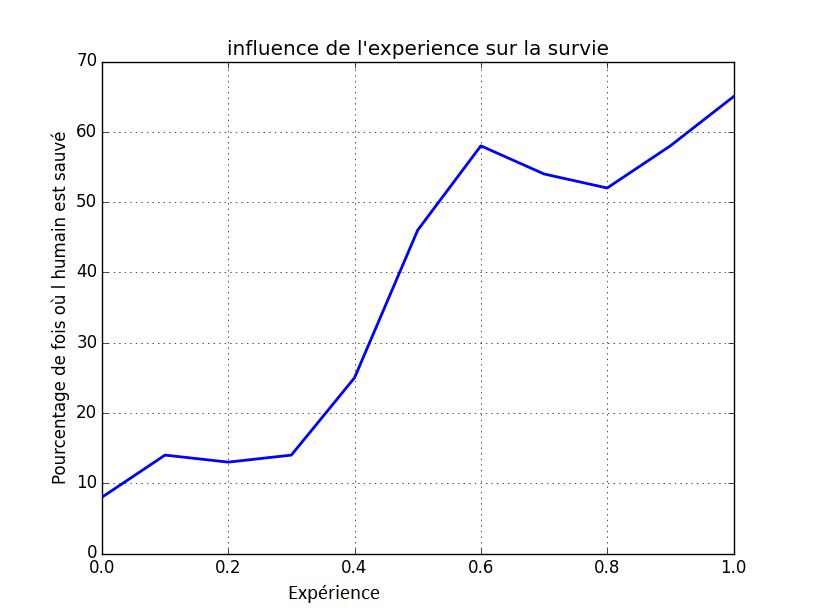 influence de l'experience sur la survie
Pourcentage de fois où l humain est sauvé
70
60
50
40
30
20
10
0
0.0 0.2 0.4 0.6 0.8 1.0
Expérience